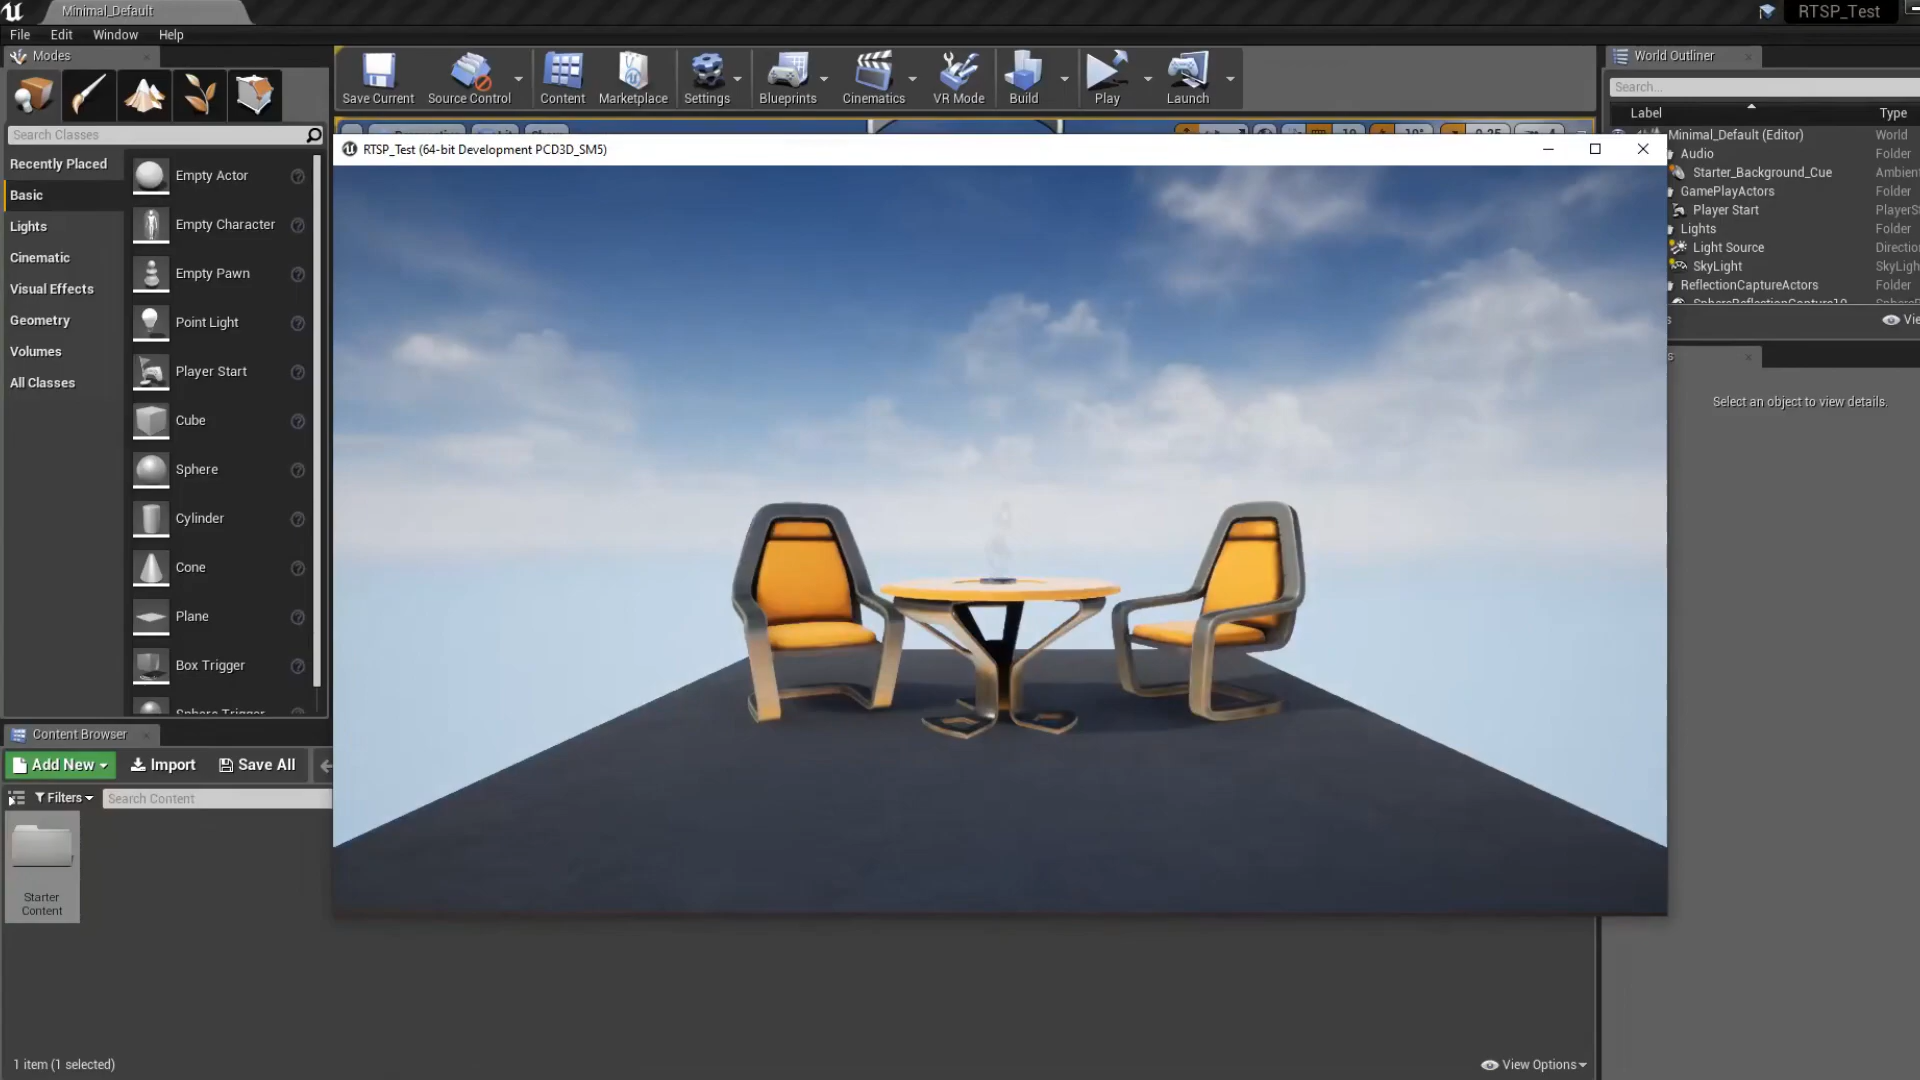 Minimal_Default
RTSP_Test
File Edit Window Help
Modes
Save Current
Source Control
Content
Marketplace
Settings
Blueprints
Cinematics
VR Mode
Build
Play
Launch
World Outliner
Search...
Label
Type
Search Classes
RTSP_Test (64-bit Development PCD3D_SM5)
Minimal_Default (Editor) World
Audio Folder
Starter_Background_Cue Ambien
GamePlayActors Folder
Player Start PlayerS
Lights Folder
Light Source Directio
SkyLight SkyLigh
ReflectionCaptureActors Folder
SphereReflectionCapture10
Vie
Select an object to view details.
Recently Placed
Basic
Lights
Cinematic
Visual Effects
Geometry
Volumes
All Classes
Empty Actor
Empty Character
Empty Pawn
Point Light
Player Start
Cube
Sphere
Cylinder
Cone
Plane
Box Trigger
Sphere Trigger
Content Browser
Add New
Import
Save All
Filters
Search Content
Starter
Content
1 item (1 selected)
View Options